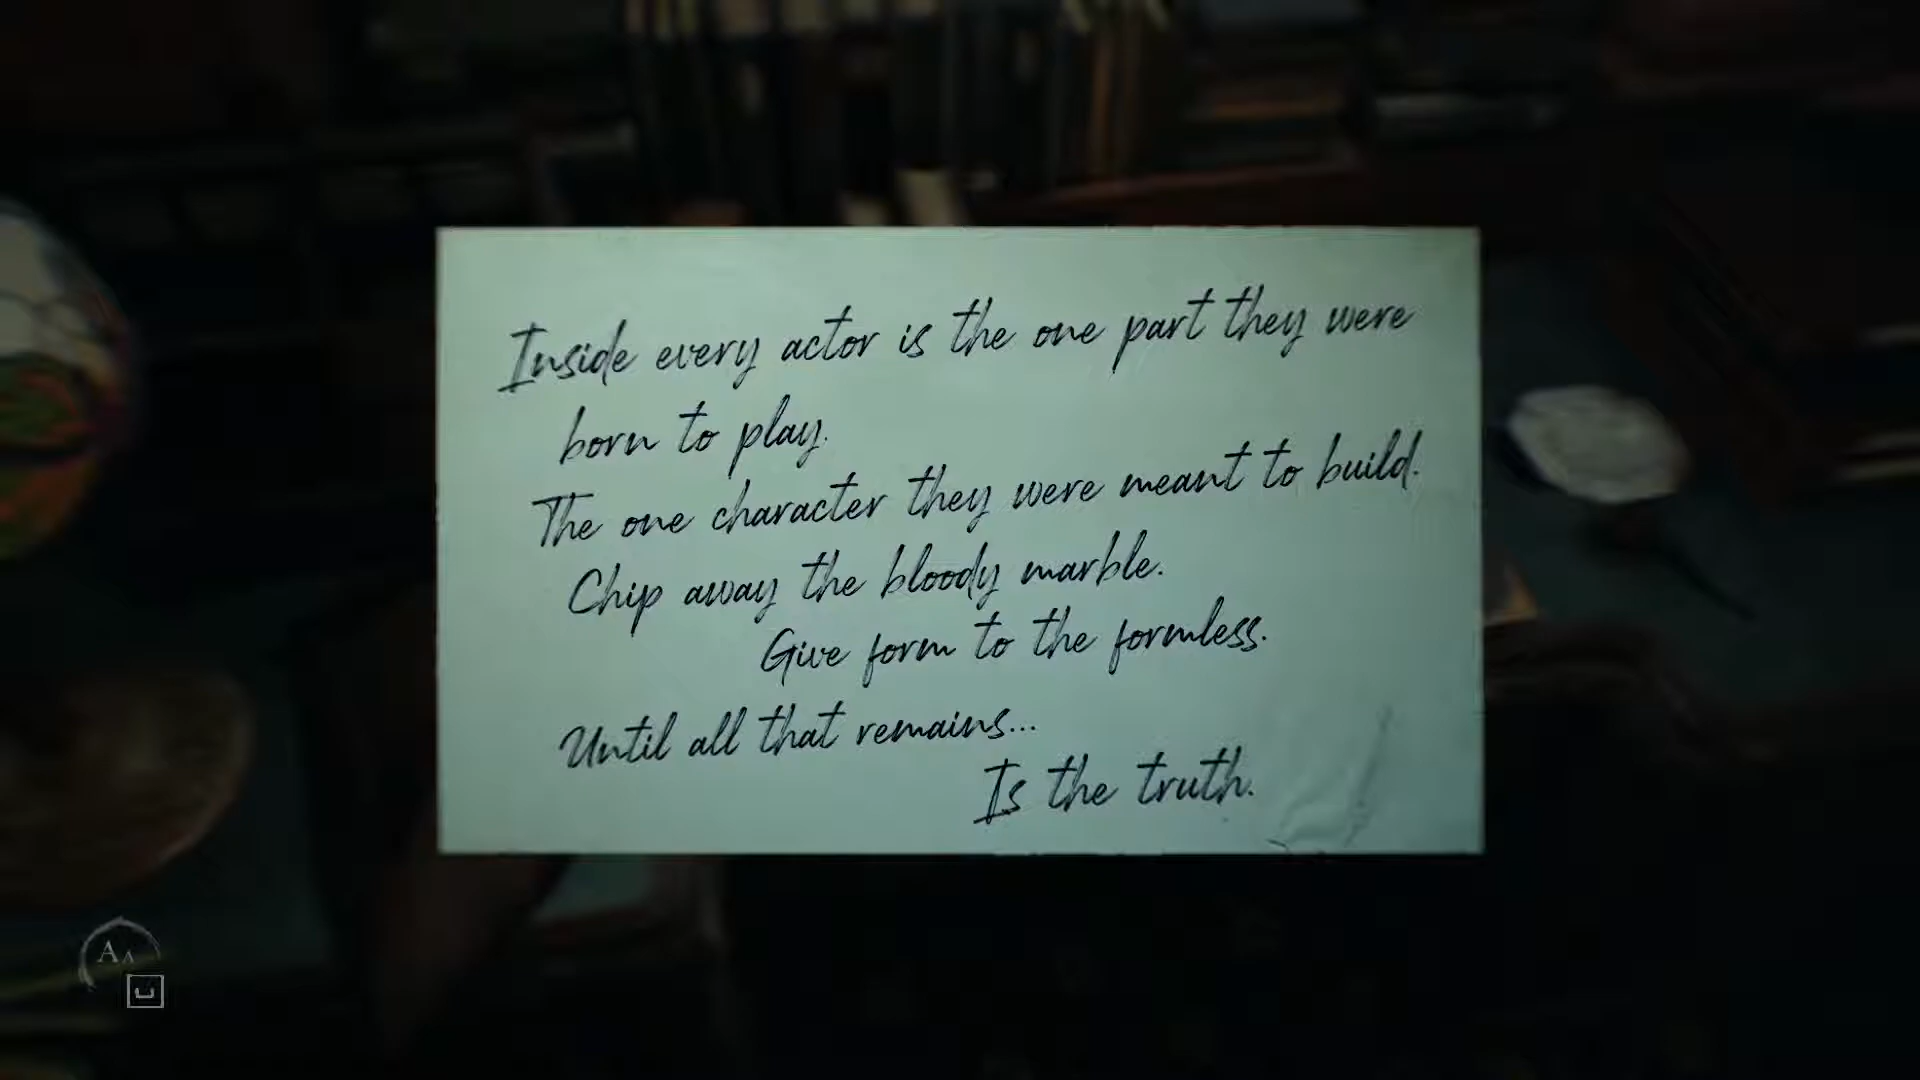 Inside every actor is the one part they were
born to play.
The one character they were meant to build.
Chip away the bloody marble.
Give form to the formless.
Until all that remains...
Is the truth.
AA